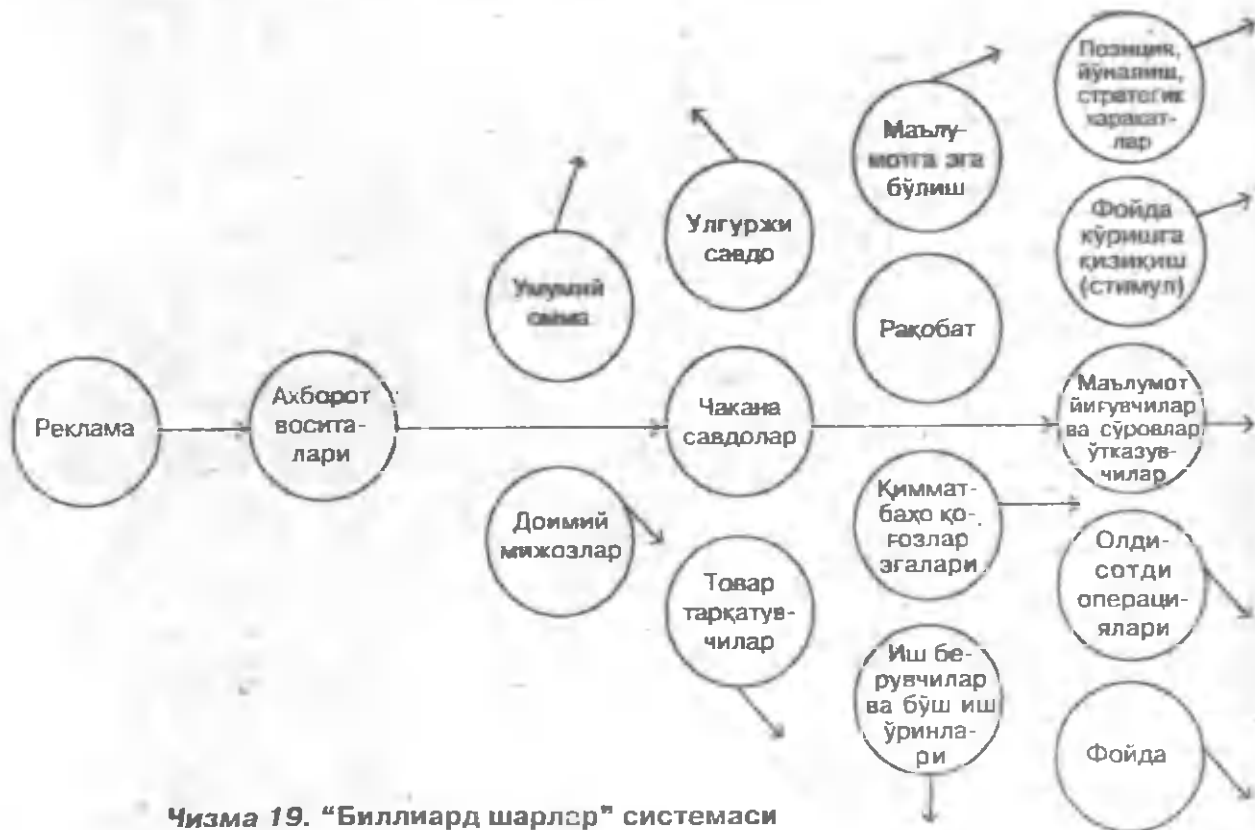 Реклама
Ахборот
восита-
лари
Умумий
омма
Доимий
мижозлар
Улгуржи
савдо
Чакана
савдолар
Товар
тарқатув-
чилар
Маълу-
мотга эга
бўлиш
Рақобат
Қиммат-
баҳо қо-
ғозлар
эгалари
Иш бе-
рувчилар
ва бўш иш
ўринла-
ри
Позиция,
йўналиш,
стратегик
ҳаракат-
лар
Фойда
кўришга
қизиқиш
(стимул)
Маълумот
йиғувчилар
ва сўровлар
ўтказув-
чилар
Олди-
сотди
операци-
ялари
Фойда
Чизма 19. "Биллиард шарлар" системаси